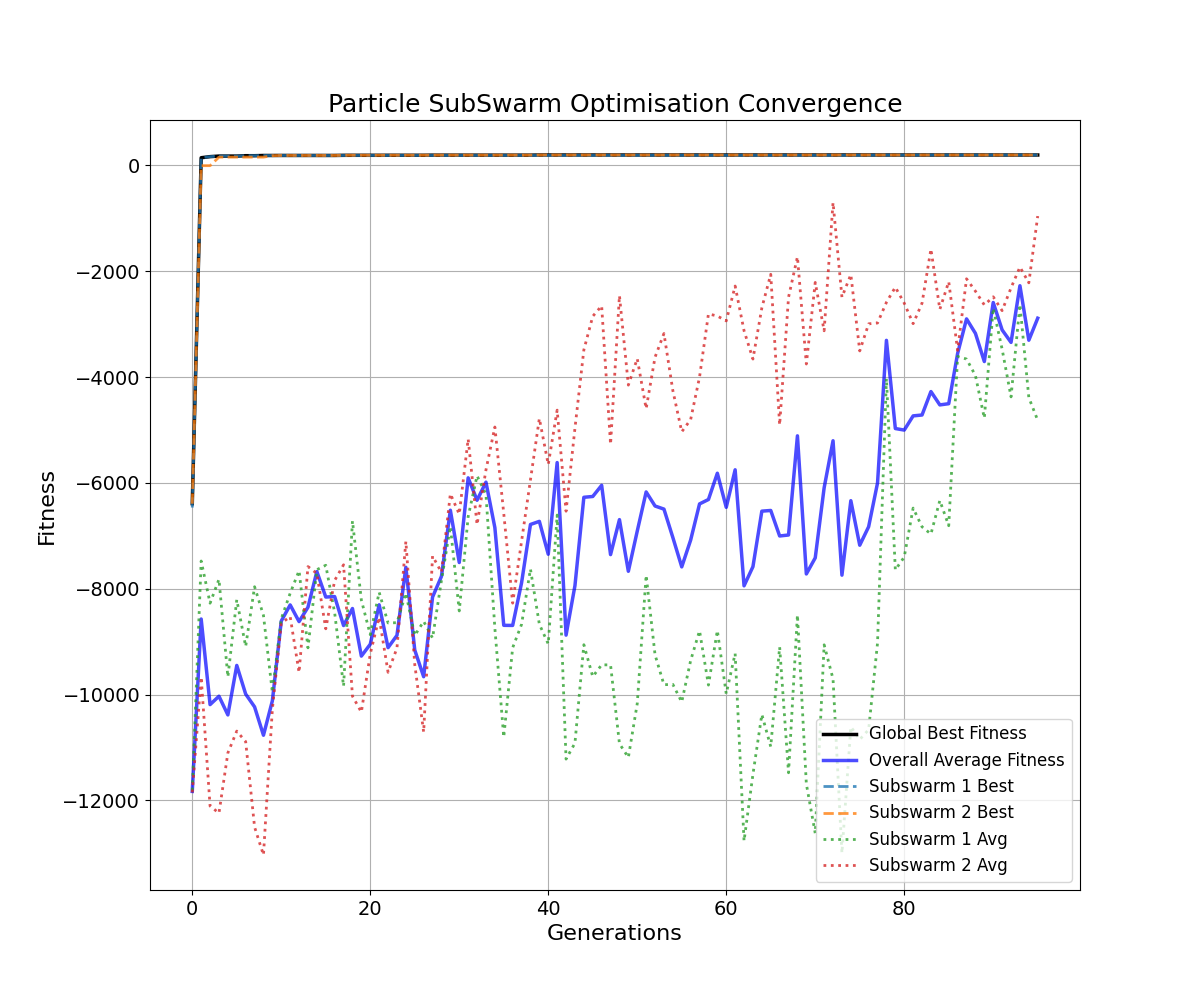 Particle SubSwarm Optimisation Convergence
Fitness
0
−2000
−4000
−6000
−8000
−10000
−12000
0 20 40 60 80
Generations
Global Best Fitness
Overall Average Fitness
Subswarm 1 Best
Subswarm 2 Best
Subswarm 1 Avg
Subswarm 2 Avg